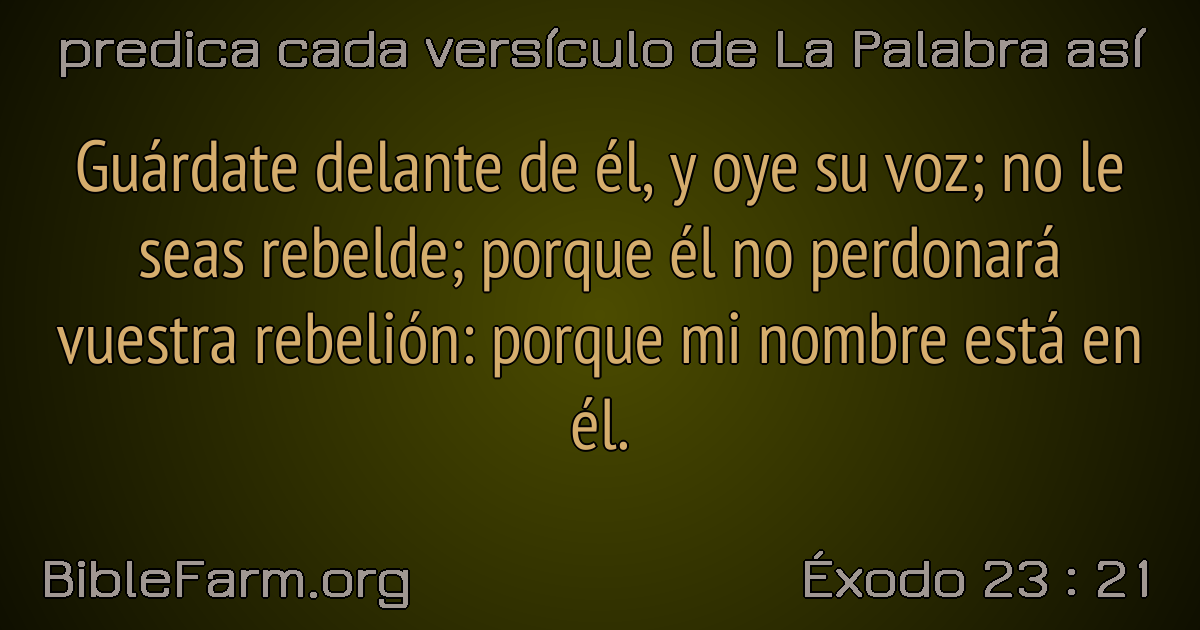 predica cada versículo de La Palabra así
Guárdate delante de él, y oye su voz; no le
seas rebelde; porque él no perdonará
vuestra rebelión: porque mi nombre está en
él.
BibleFarm.org
Éxodo 23 : 21